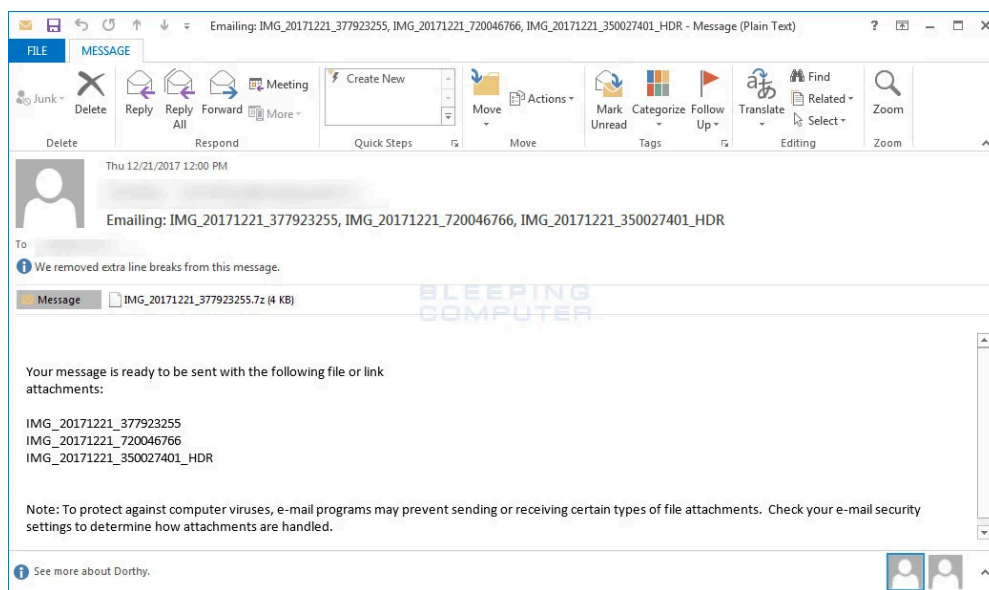 Emailing: IMG_20171221_377923255, IMG_20171221_720046766, IMG_20171221_350027401_HDR - Message (Plain Text)
FILE MESSAGE
Junk
Delete
Reply
Reply All
Forward
Meeting
More
Create New
Move
Actions
Mark Unread
Categorize
Follow Up
Translate
Find
Related
Select
Zoom
Delete Respond Quick Steps Move Tags Editing Zoom
Thu 12/21/2017 12:00 PM
Emailing: IMG_20171221_377923255, IMG_20171221_720046766, IMG_20171221_350027401_HDR
To
We removed extra line breaks from this message.
Message IMG_20171221_377923255.7z (4 KB)
BLEEPING
COMPUTER
Your message is ready to be sent with the following file or link
attachments:
IMG_20171221_377923255
IMG_20171221_720046766
IMG_20171221_350027401_HDR
Note: To protect against computer viruses, e-mail programs may prevent sending or receiving certain types of file attachments. Check your e-mail security
settings to determine how attachments are handled.
See more about Dorthy.